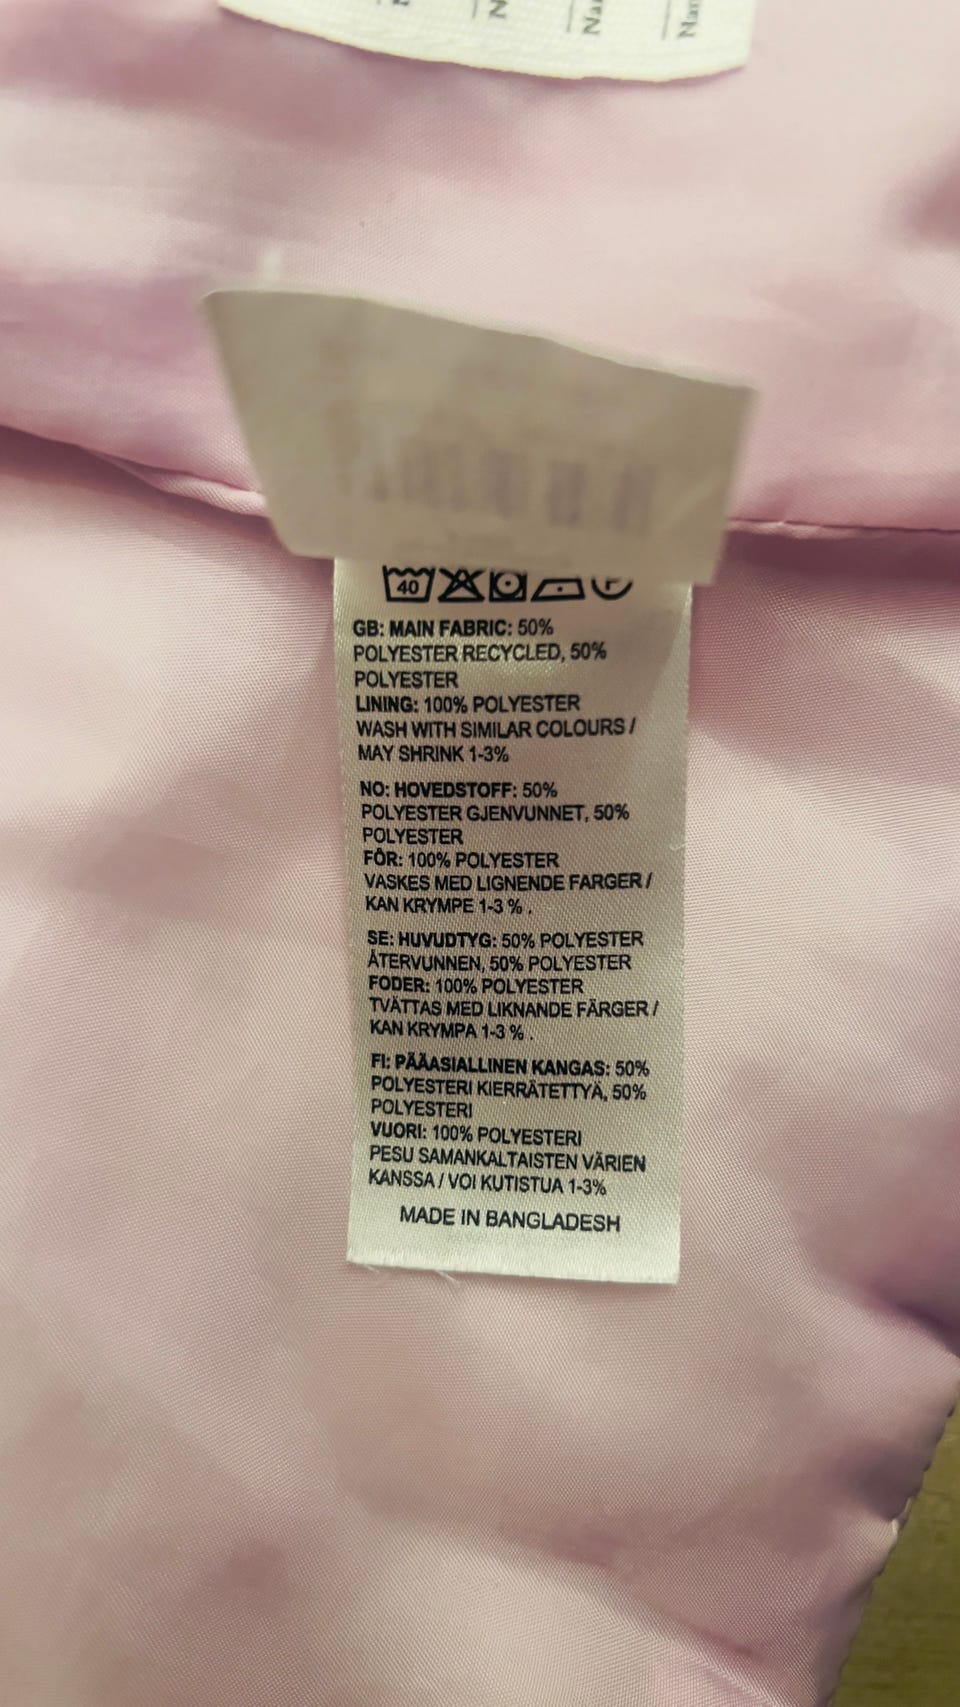 Nar
Nam
40
F
GB: MAIN FABRIC: 50%
POLYESTER RECYCLED, 50%
POLYESTER
LINING: 100% POLYESTER
WASH WITH SIMILAR COLOURS /
MAY SHRINK 1-3%
NO: HOVEDSTOFF: 50%
POLYESTER GJENVUNNET, 50%
POLYESTER
FÔR: 100% POLYESTER
VASKES MED LIGNENDE FARGER /
KAN KRYMPE 1-3 % .
SE: HUVUDTYG: 50% POLYESTER
ÅTERVUNNEN, 50% POLYESTER
FODER: 100% POLYESTER
TVÄTTAS MED LIKNANDE FÄRGER /
KAN KRYMPA 1-3 % .
FI: PÄÄASIALLINEN KANGAS: 50%
POLYESTERI KIERRÄTETTYÄ, 50%
POLYESTERI
VUORI: 100% POLYESTERI
PESU SAMANKALTAISTEN VÄRIEN
KANSSA / VOI KUTISTUA 1-3%
MADE IN BANGLADESH